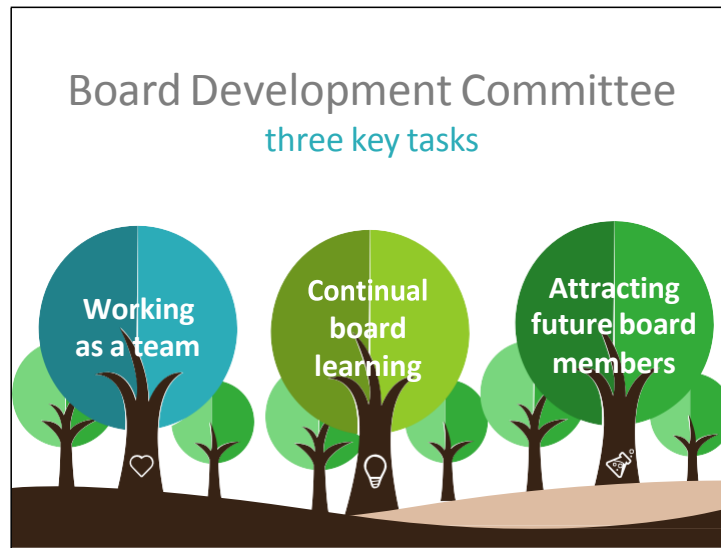 Board Development Committee
three key tasks
Working
as a team
Continual
board
learning
Attracting
future board
members